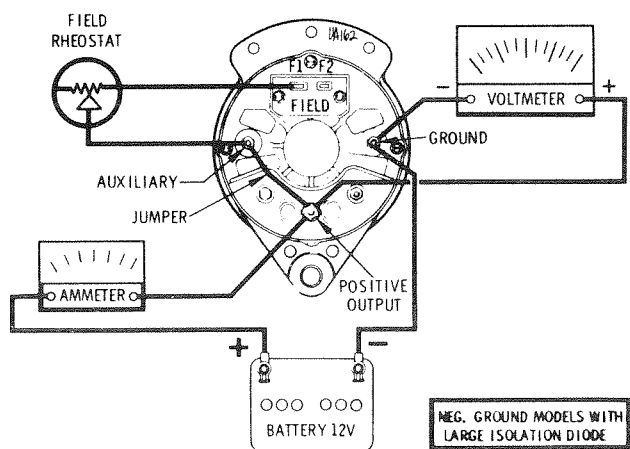 FIELD
RHEOSTAT
UA162
F1 F2
FIELD
- VOLTMETER +
GROUND
AUXILIARY
JUMPER
AMMETER
POSITIVE
OUTPUT
+ -
BATTERY 12V
NEG. GROUND MODELS WITH
LARGE ISOLATION DIODE